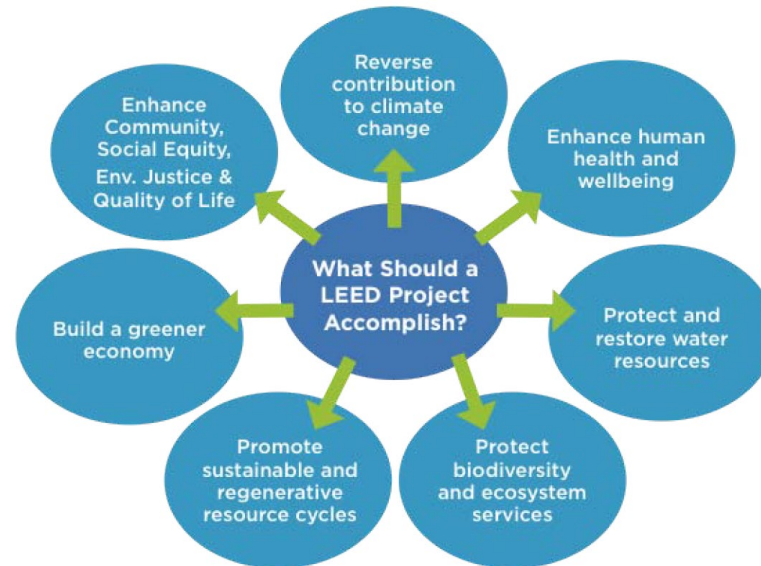 Reverse
contribution
to climate
change
Enhance human
health and
wellbeing
Protect and
restore water
resources
Protect
biodiversity
and ecosystem
services
Promote
sustainable and
regenerative
resource cycles
Build a greener
economy
Enhance
Community,
Social Equity,
Env. Justice &
Quality of Life
What Should a
LEED Project
Accomplish?